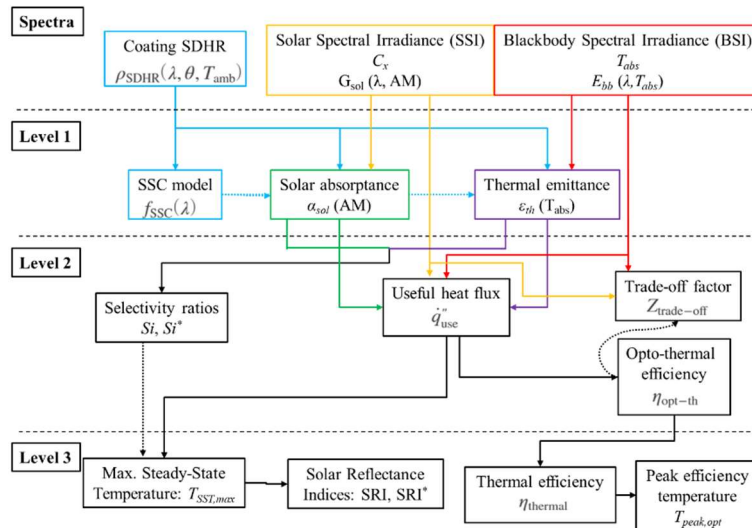 Spectra
Coating SDHR
ρSDHR(λ, θ, Tamb)
Solar Spectral Irradiance (SSI)
Cx
Gsol (λ, AM)
Blackbody Spectral Irradiance (BSI)
Tabs
Ebb (λ,Tabs)
Level 1
SSC model
fSSC(λ)
Solar absorptance
αsol (AM)
Thermal emittance
εth (Tabs)
Level 2
Selectivity ratios
Si, Si*
Useful heat flux
q̇"use
Trade-off factor
Ztrade−off
Opto-thermal
efficiency
ηopt−th
Level 3
Max. Steady-State
Temperature: TSST,max
Solar Reflectance
Indices: SRI, SRI*
Thermal efficiency
ηthermal
Peak efficiency
temperature
Tpeak,opt